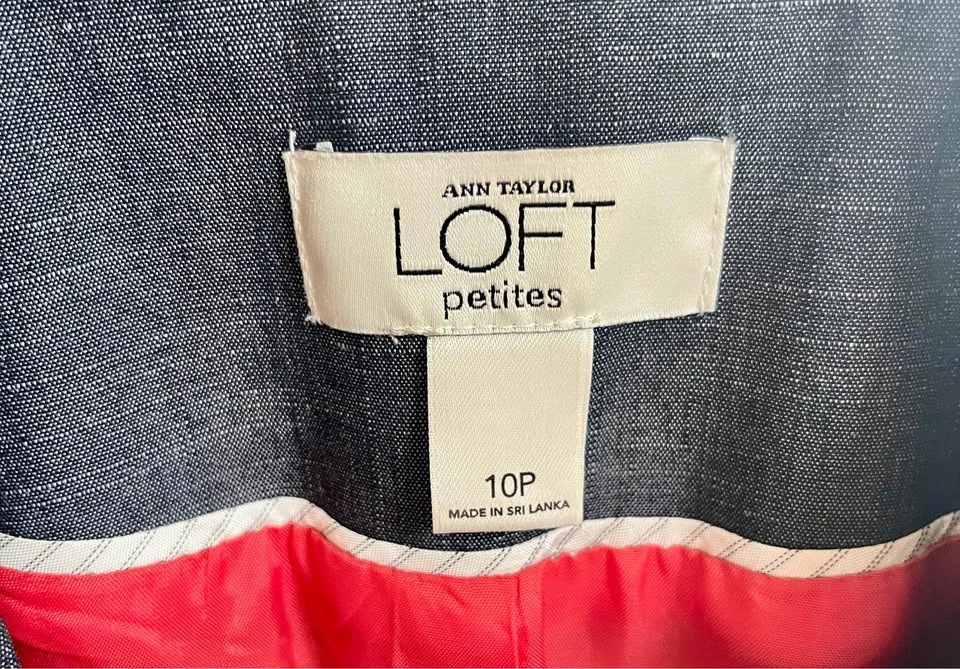 ANN TAYLOR
LOFT
petites
10P
MADE IN SRI LANKA